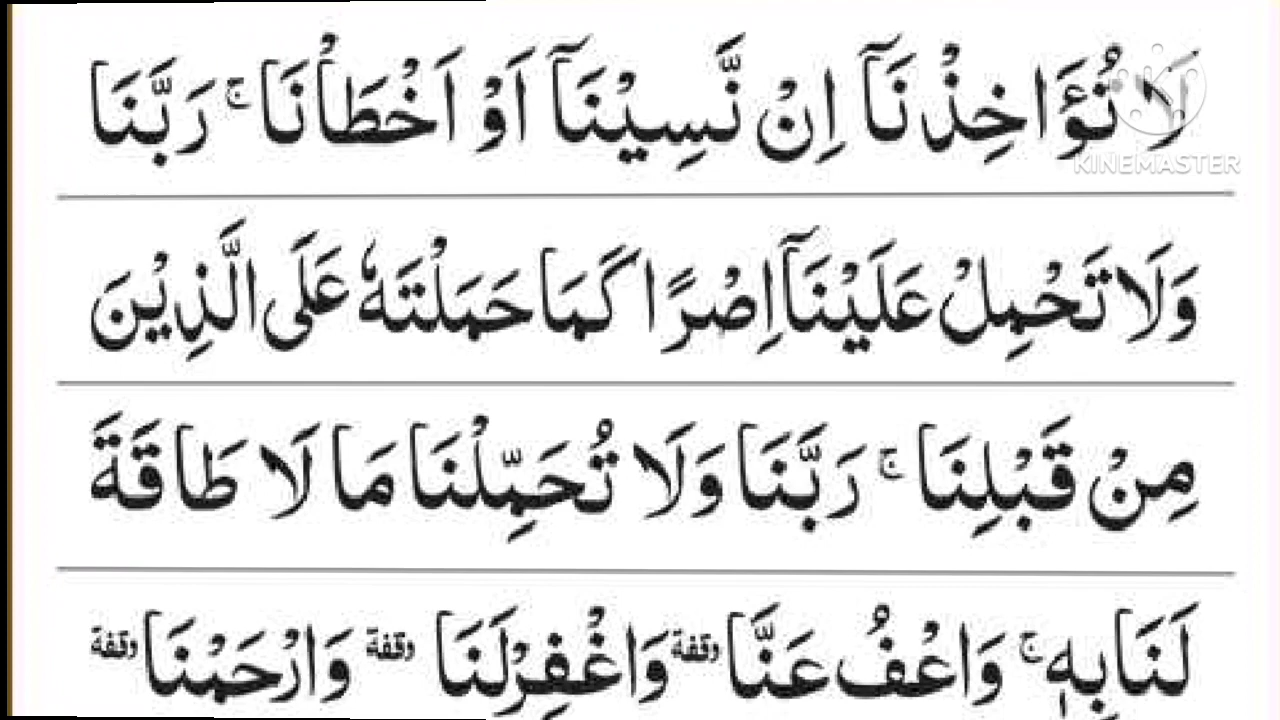 لَا تُؤَاخِذْنَاۤ اِنْ نَّسِيْنَاۤ اَوْ اَخْطَاْنَا ۚ رَبَّنَا
KINEMASTER
وَلَا تَحْمِلْ عَلَيْنَاۤ اِصْرًا كَمَا حَمَلْتَهٗ عَلَى الَّذِيْنَ
مِنْ قَبْلِنَا ۚ رَبَّنَا وَلَا تُحَمِّلْنَا مَا لَا طَاقَةَ
لَنَا بِهٖ ۚ وَاعْفُ عَنَّا وقفة وَاغْفِرْ لَنَا وقفة وَارْحَمْنَا وقفة